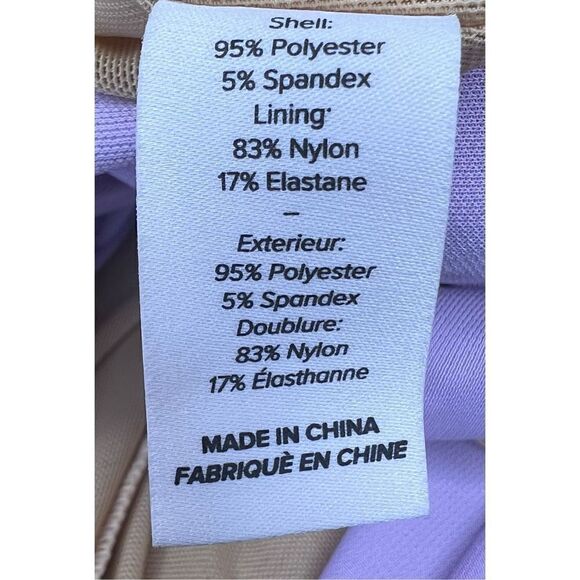 Shell:
95% Polyester
5% Spandex
Lining:
83% Nylon
17% Elastane
–
Exterieur:
95% Polyester
5% Spandex
Doublure:
83% Nylon
17% Élasthanne
MADE IN CHINA
FABRIQUÈ EN CHINE